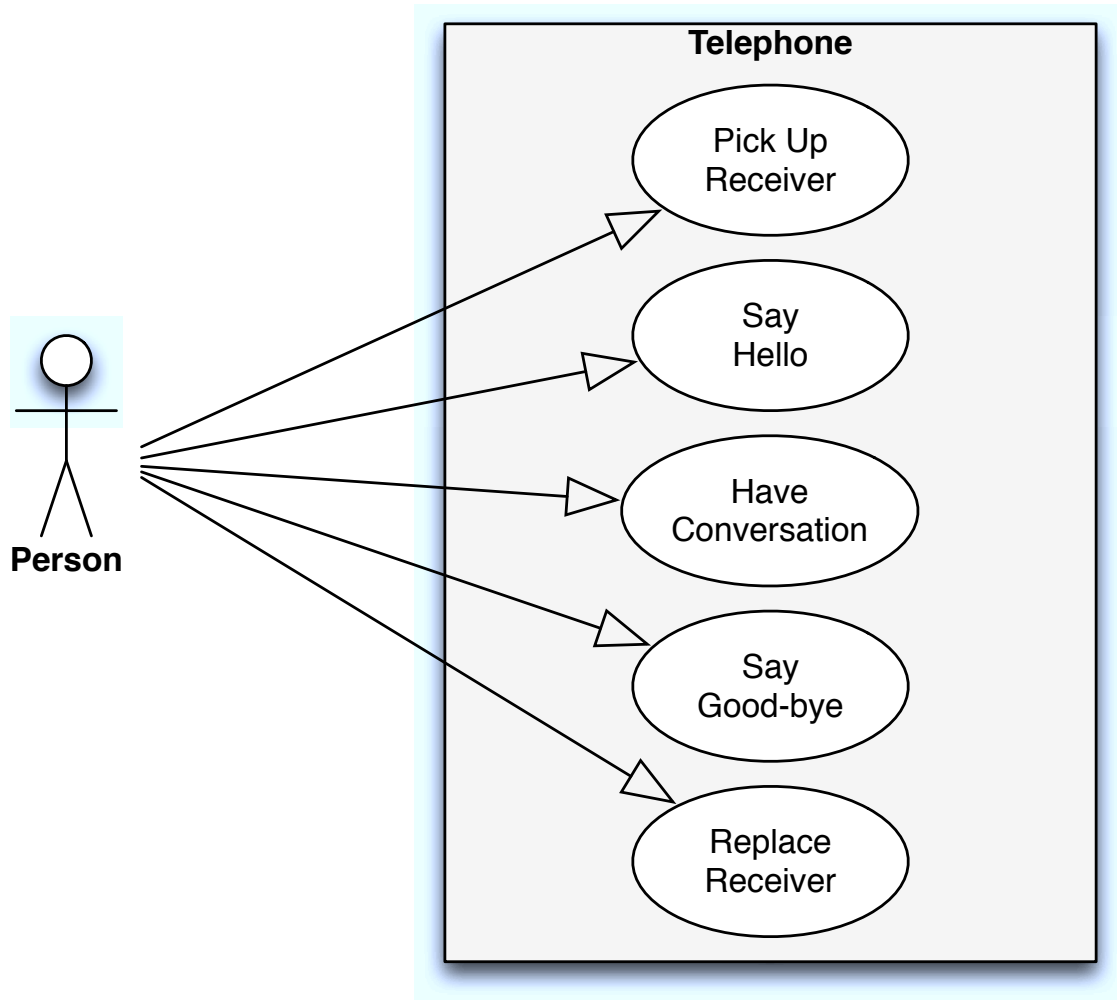 Telephone
Pick Up
Receiver
Say
Hello
Have
Conversation
Person
Say
Good-bye
Replace
Receiver